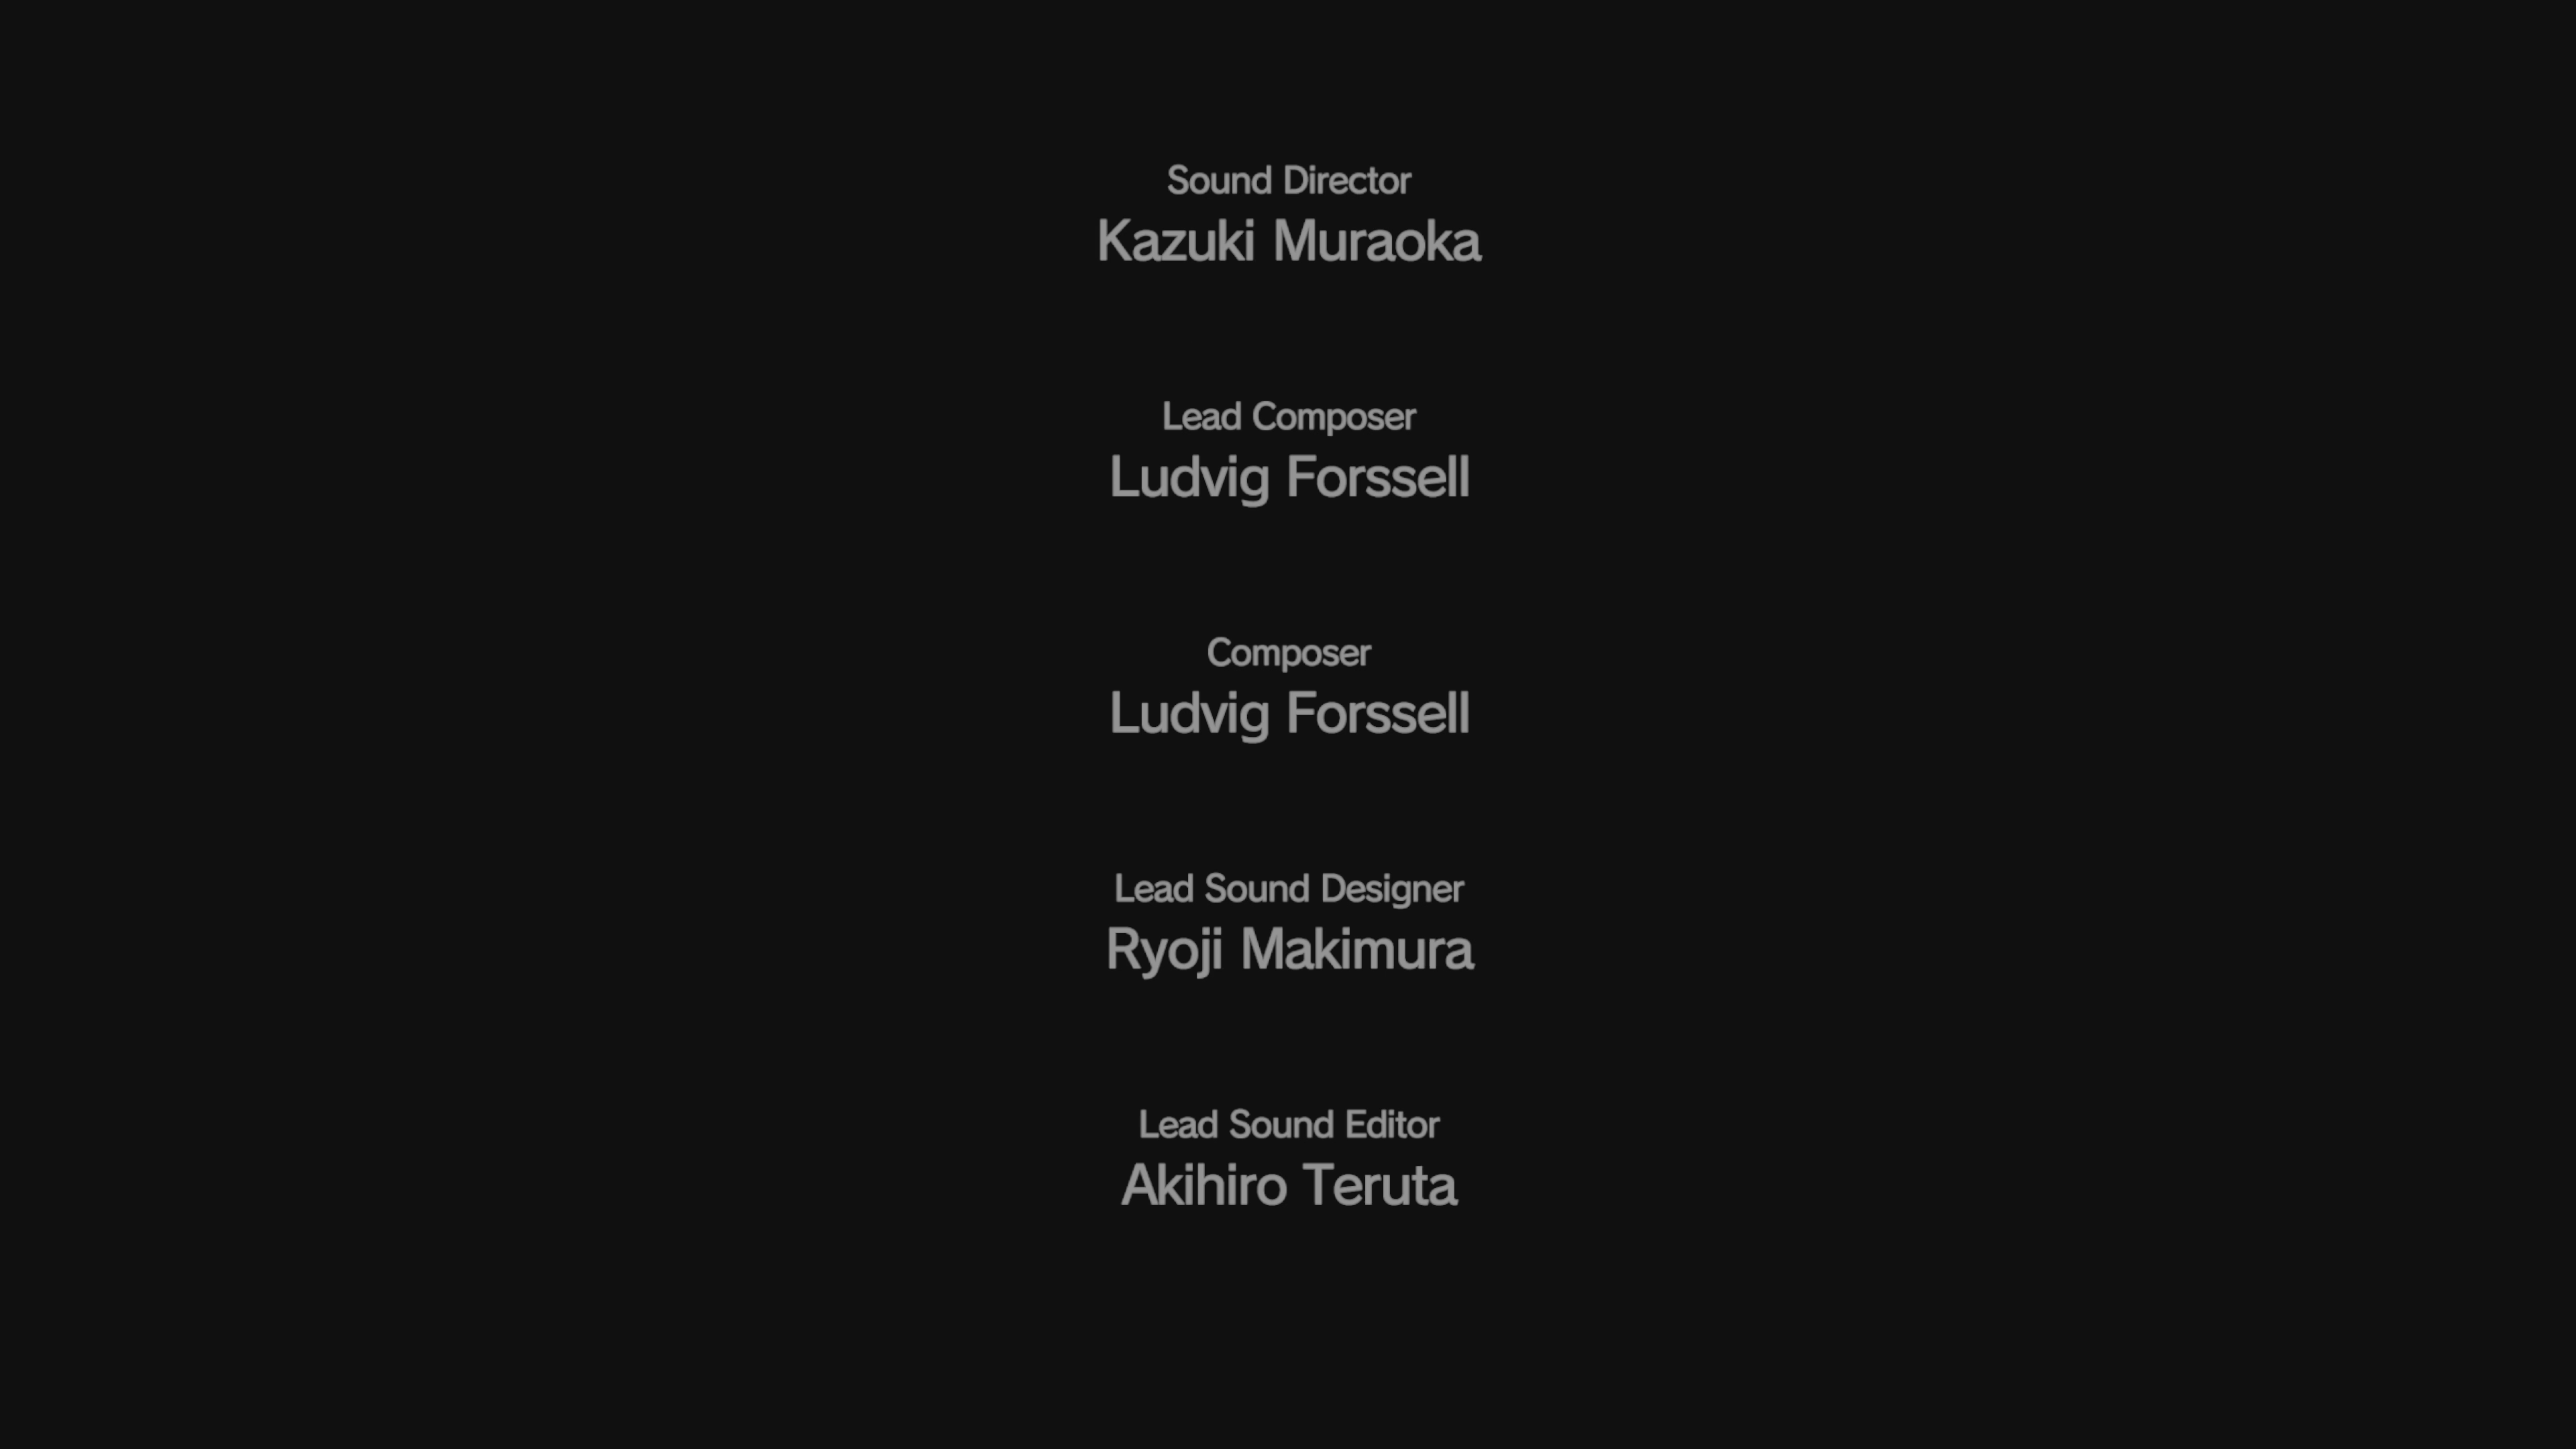 Sound Director
Kazuki Muraoka
Lead Composer
Ludvig Forssell
Composer
Ludvig Forssell
Lead Sound Designer
Ryoji Makimura
Lead Sound Editor
Akihiro Teruta